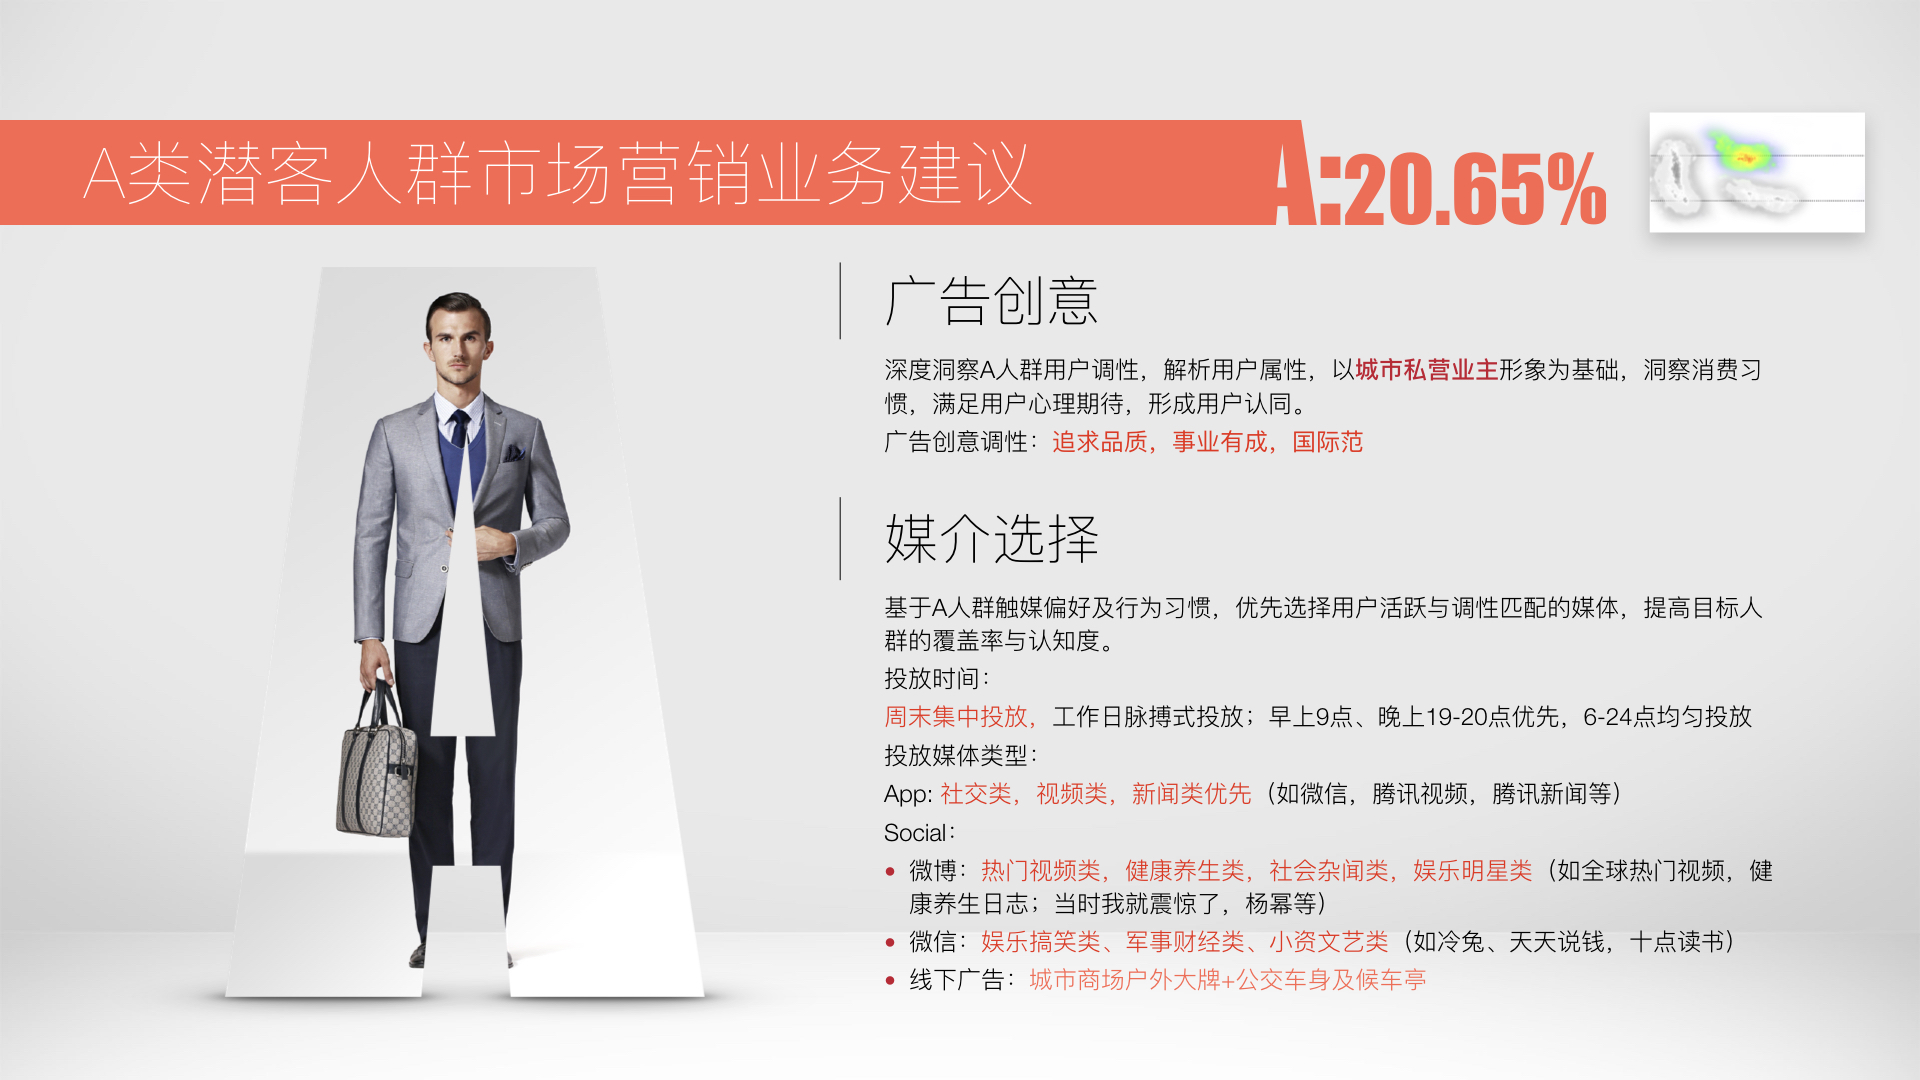 A类潜客人群市场营销业务建议
A:20.65%
广告创意
深度洞察A人群用户调性，解析用户属性，以城市私营业主形象为基础，洞察消费习
惯，满足用户心理期待，形成用户认同。
广告创意调性：追求品质，事业有成，国际范
媒介选择
基于A人群触媒偏好及行为习惯，优先选择用户活跃与调性匹配的媒体，提高目标人
群的覆盖率与认知度。
投放时间：
周末集中投放，工作日脉搏式投放；早上9点、晚上19-20点优先，6-24点均匀投放
投放媒体类型：
App: 社交类，视频类，新闻类优先（如微信，腾讯视频，腾讯新闻等）
Social：
• 微博：热门视频类，健康养生类，社会杂闻类，娱乐明星类（如全球热门视频，健
康养生日志；当时我就震惊了，杨幂等）
• 微信：娱乐搞笑类、军事财经类、小资文艺类（如冷兔、天天说钱，十点读书）
• 线下广告：城市商场户外大牌+公交车身及候车亭